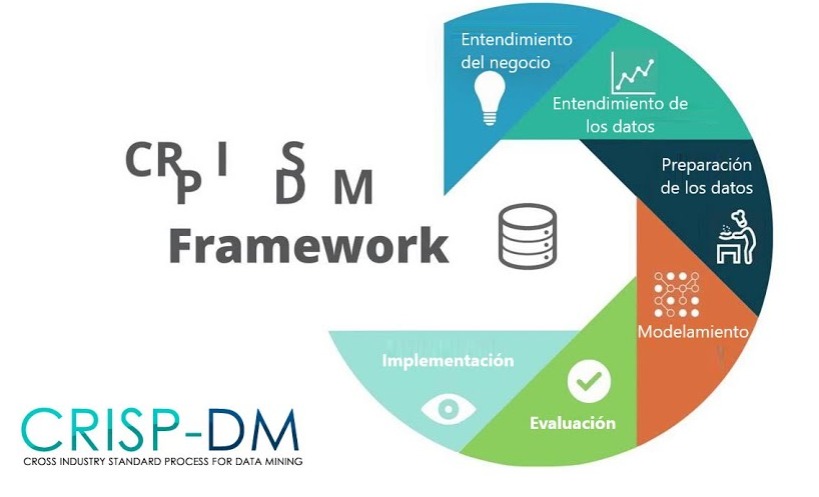 Entendimiento
del negocio
Entendimiento de
los datos
Preparación
de los datos
CR I S
P D M
Framework
Modelamiento
Implementación
Evaluación
CRISP-DM
CROSS INDUSTRY STANDARD PROCESS FOR DATA MINING